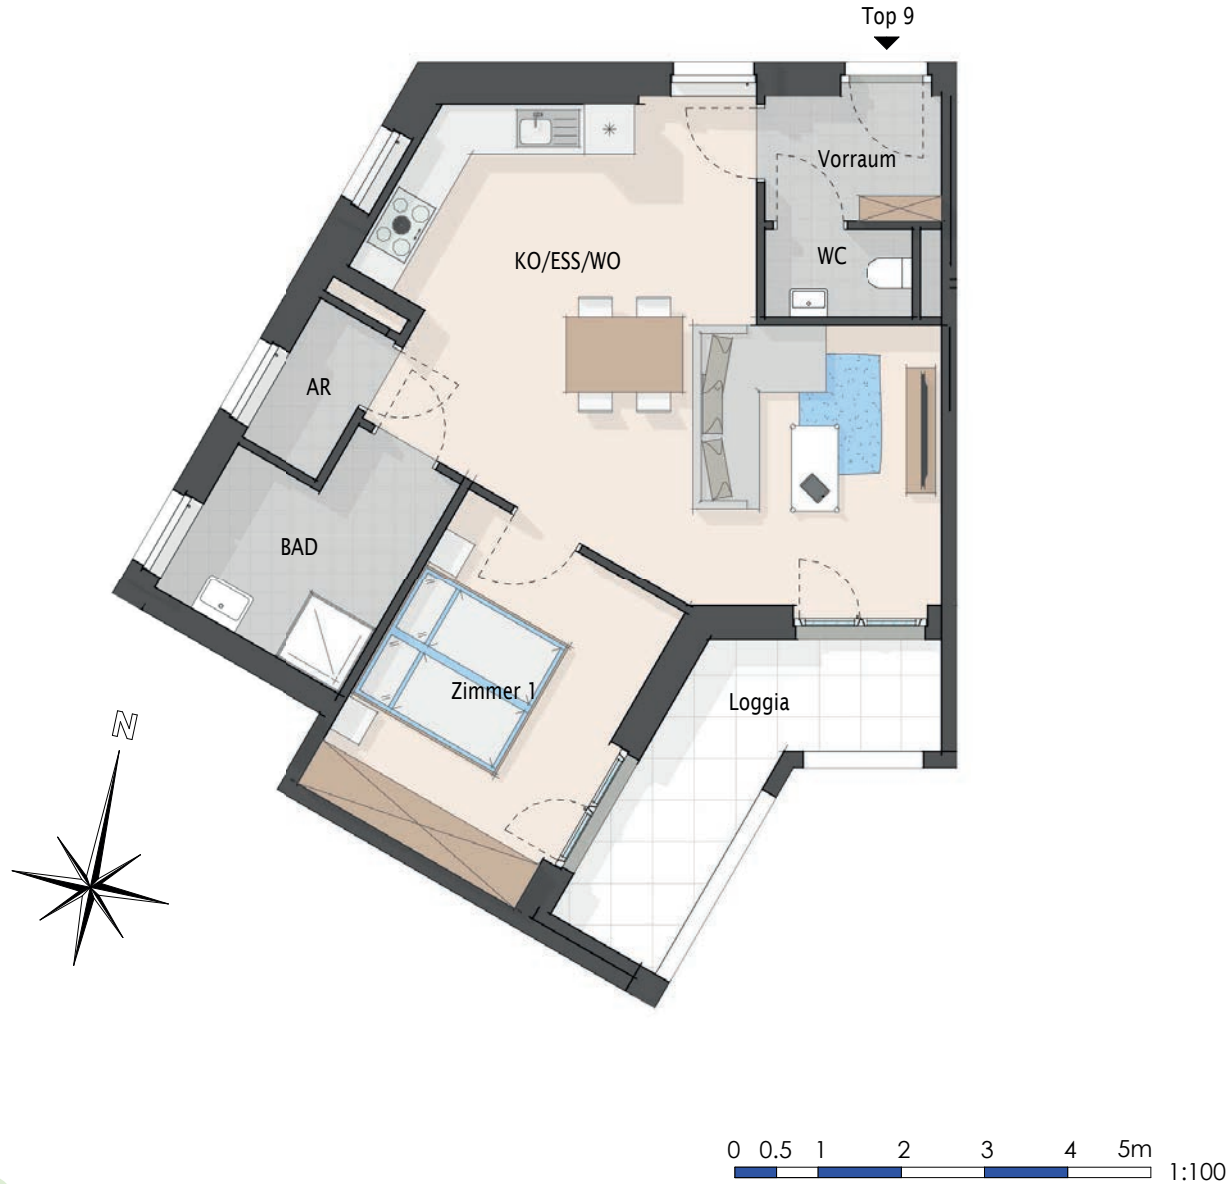 Top 9
Vorraum
KO/ESS/WO
WC
AR
BAD
Zimmer 1
Loggia
N
0 0.5 1 2 3 4 5m
1:100